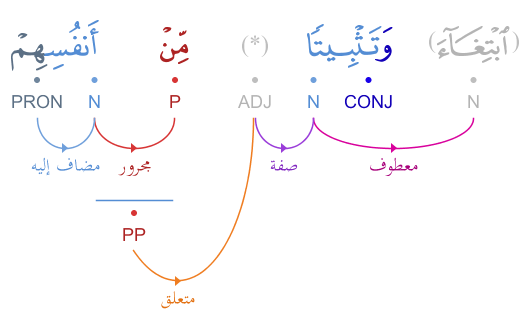 (ٱبْتِغَآءَ) وَتَثْبِيتًا (*) مِّنْ أَنفُسِهِمْ
N CONJ N ADJ P N PRON
معطوف صفة مجرور مضاف إليه
PP
متعلق